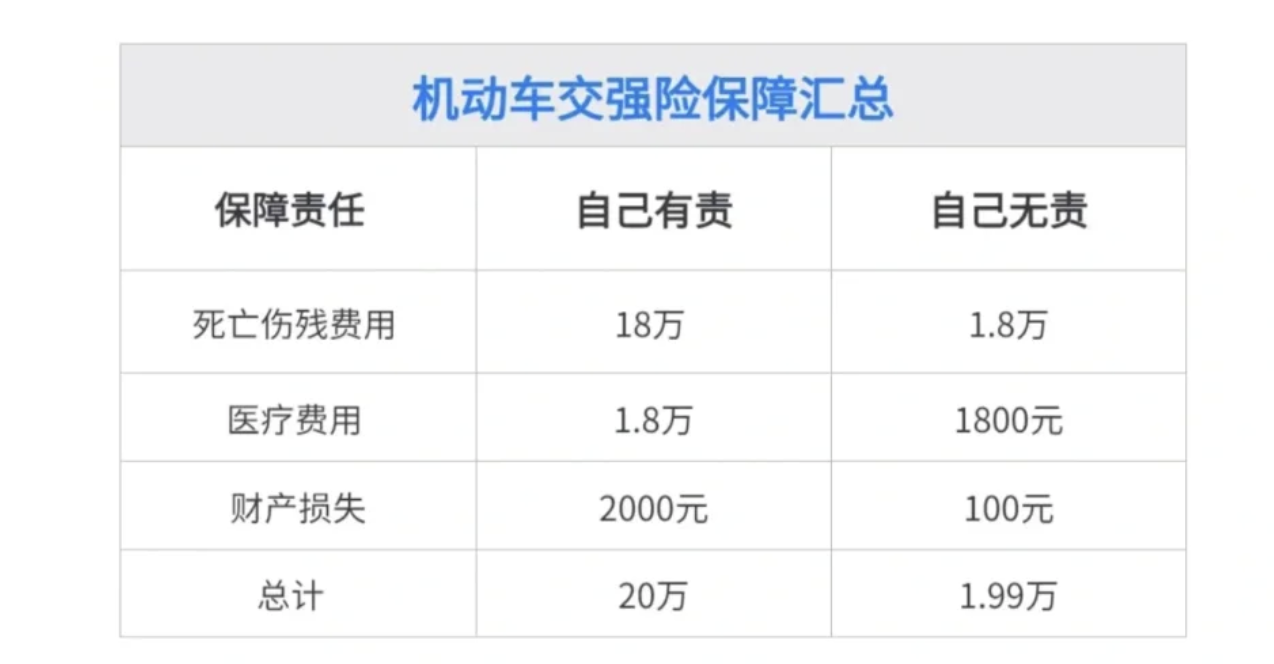 机动车交强险保障汇总
保障责任 自己有责 自己无责
死亡伤残费用 18万 1.8万
医疗费用 1.8万 1800元
财产损失 2000元 100元
总计 20万 1.99万